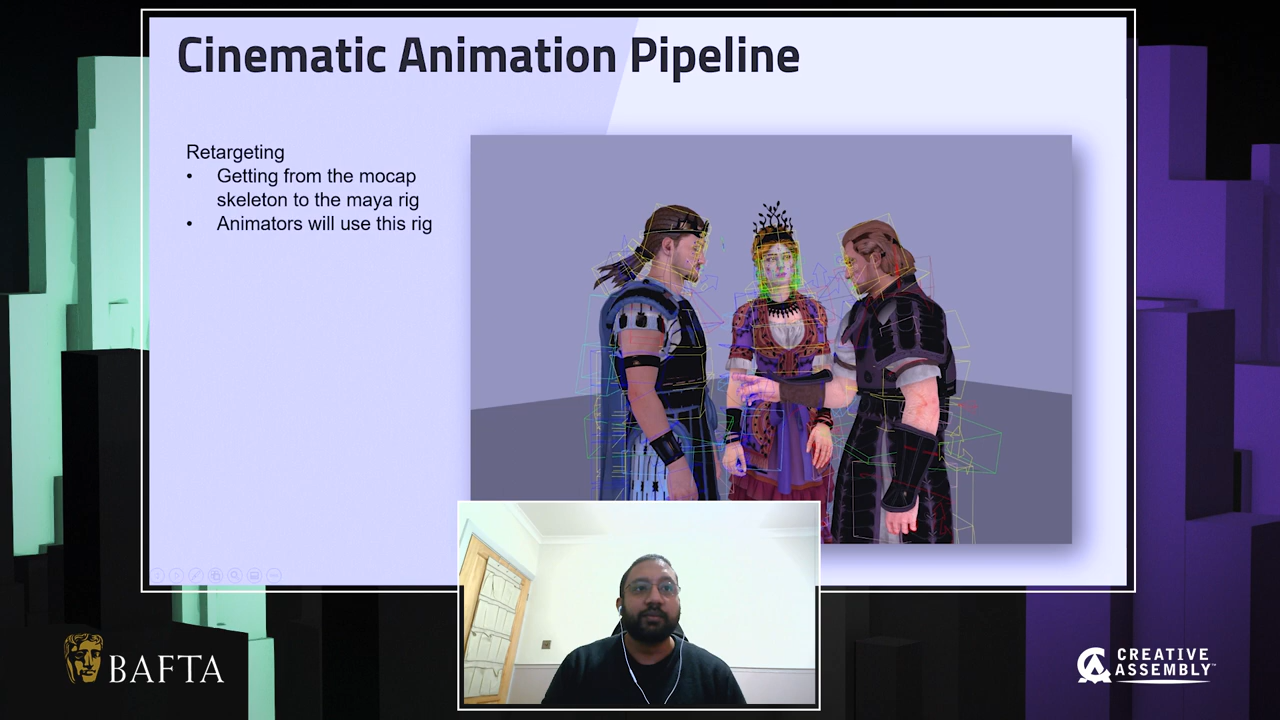 Cinematic Animation Pipeline
Retargeting
• Getting from the mocap
skeleton to the maya rig
• Animators will use this rig
BAFTA
CREATIVE
ASSEMBLY™